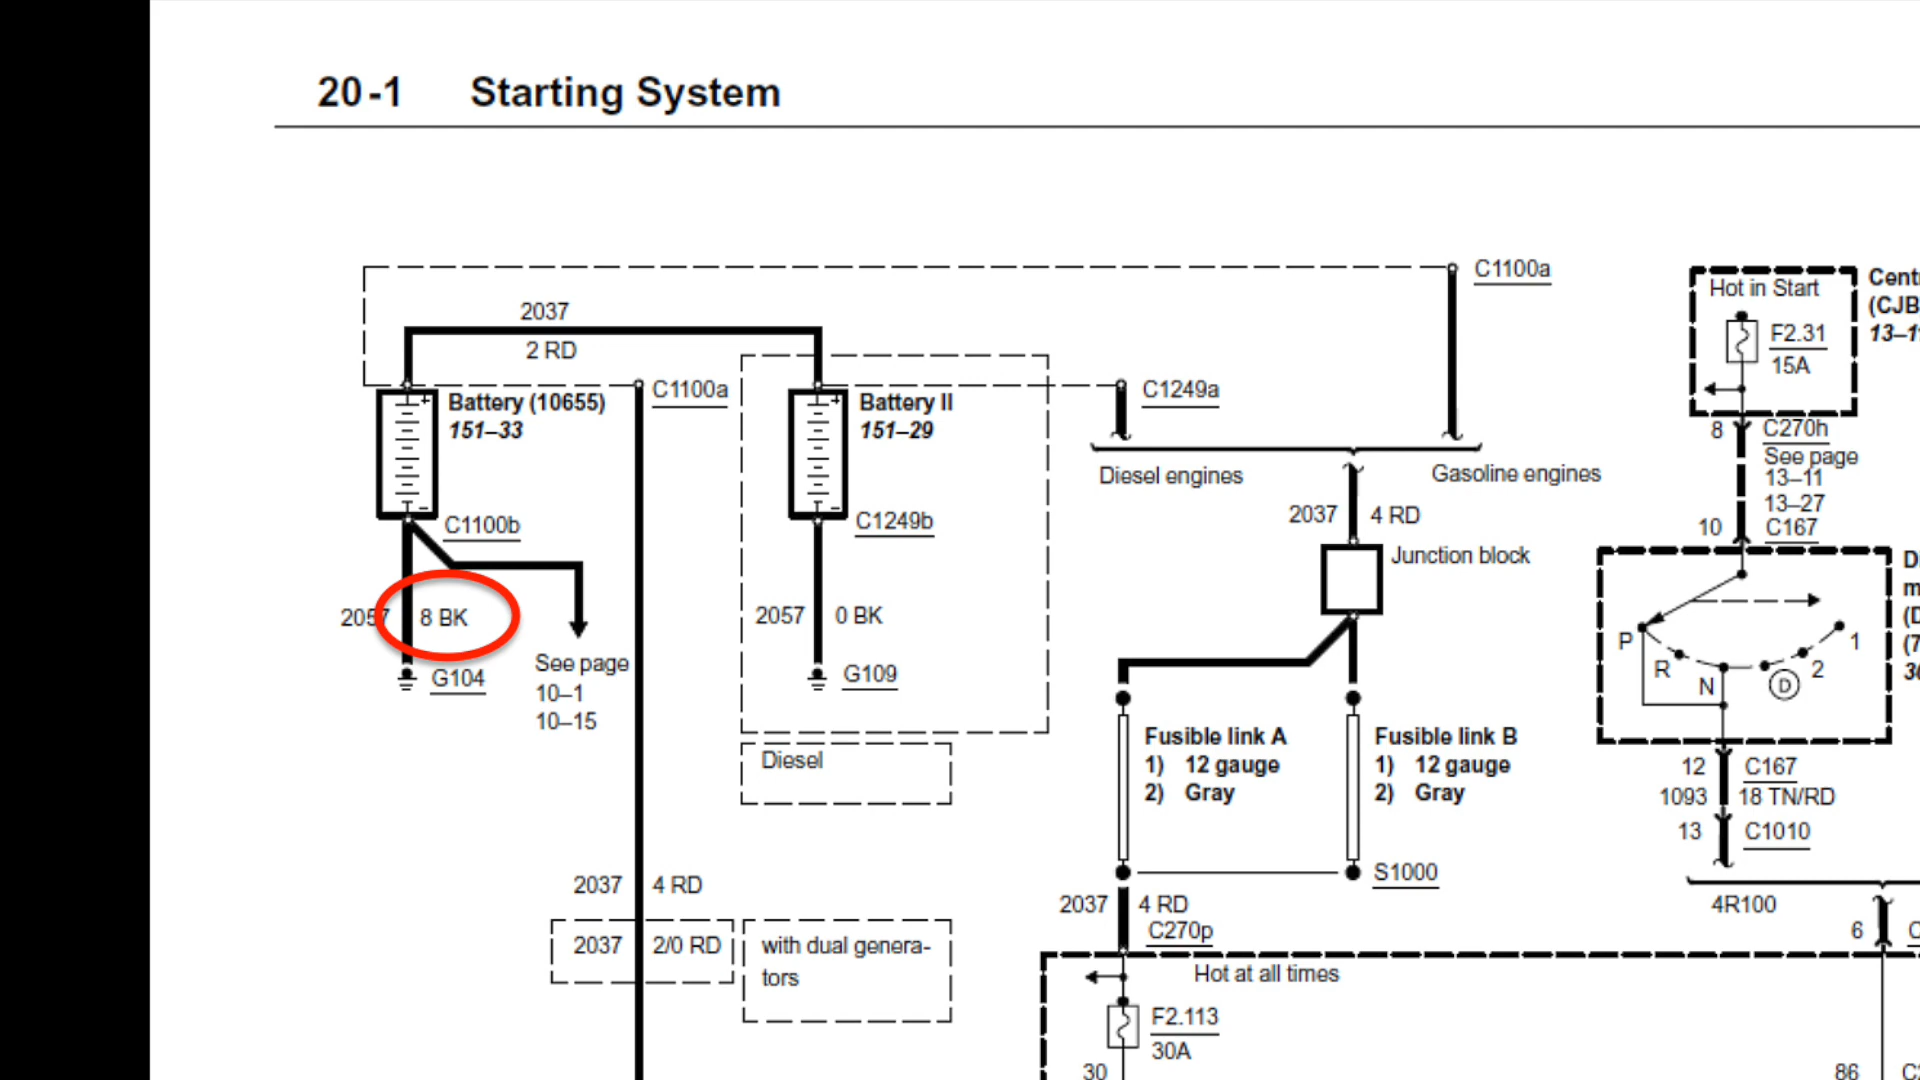 20-1 Starting System
C1100a
2037
2 RD
Hot in Start
F2.31
15A
(CJB
C1100a
C1249a
Battery (10655)
151–33
Battery II
151–29
8 C270h
See page
13–11
13–27
Diesel engines
Gasoline engines
2037 4 RD
10 C167
C1100b
C1249b
Junction block
2057 8 BK
2057 0 BK
P R N D 2 1
See page
10–1
10–15
G104
G109
Fusible link A
1) 12 gauge
2) Gray
Fusible link B
1) 12 gauge
2) Gray
Diesel
12 C167
1093 18 TN/RD
13 C1010
S1000
2037 4 RD
2037 4 RD
C270p
4R100
6
2037 2/0 RD
with dual genera-
tors
Hot at all times
F2.113
30A
30
86